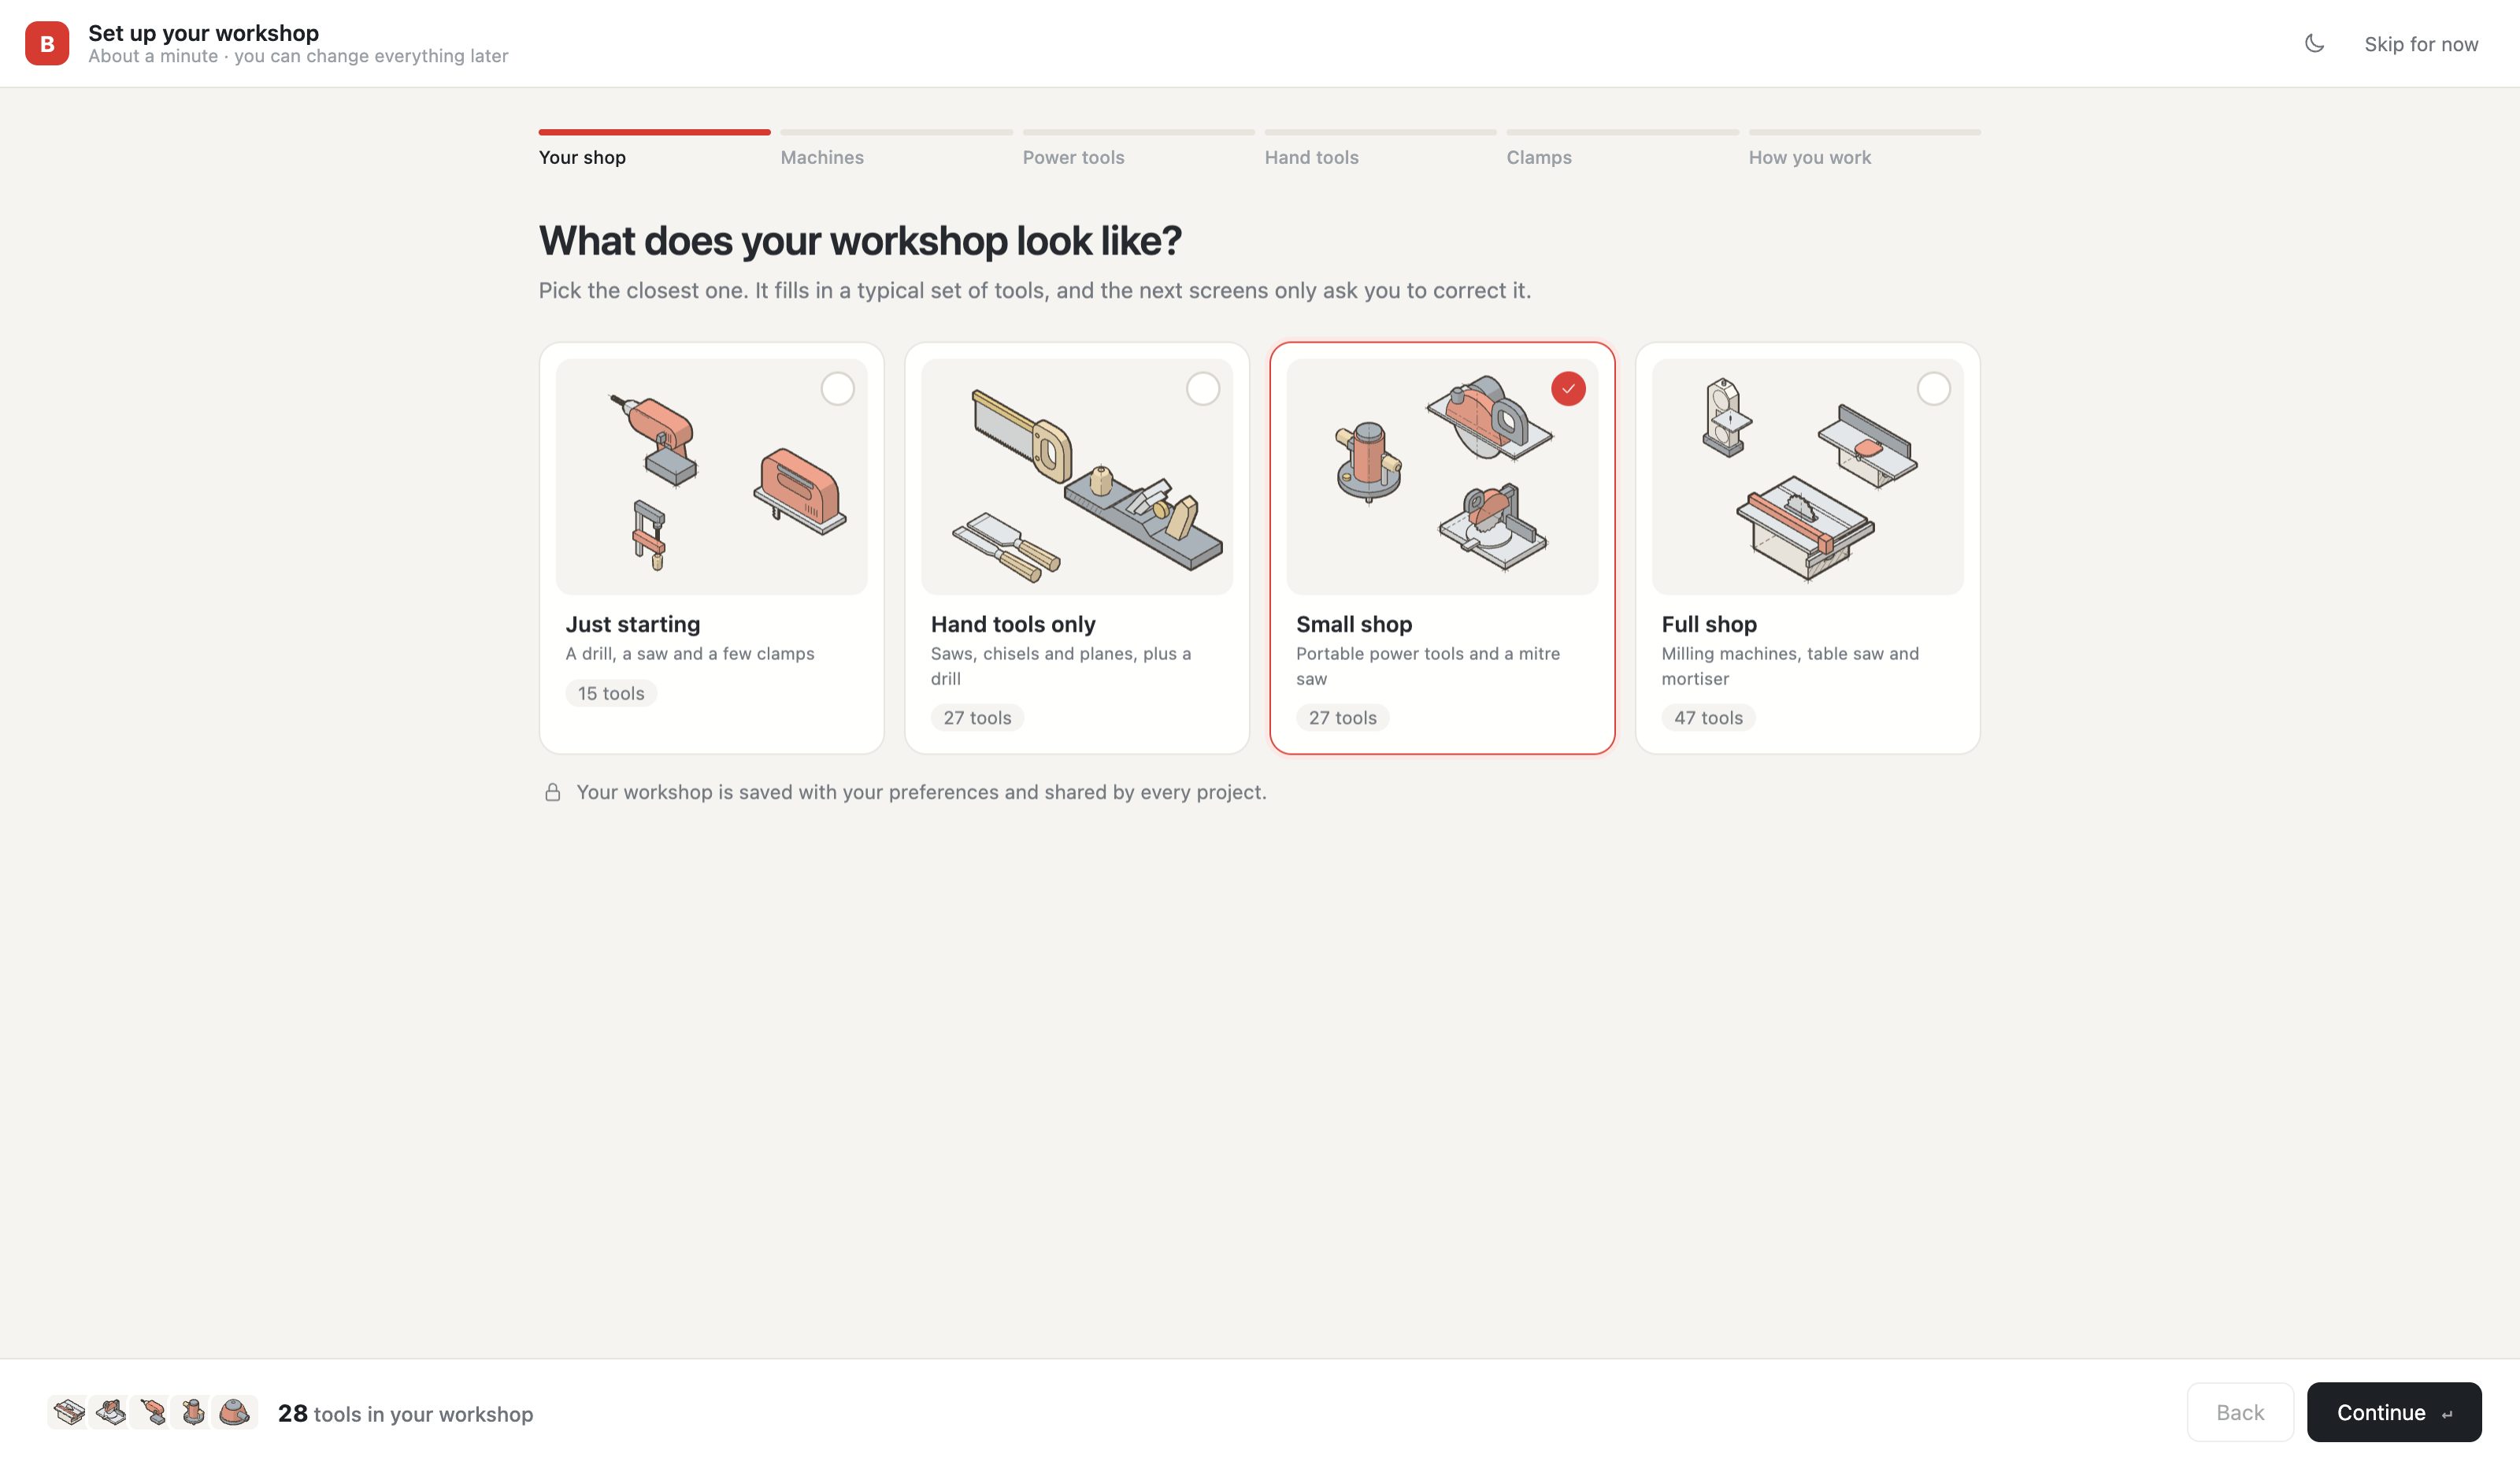 B
Set up your workshop
About a minute · you can change everything later
Skip for now
Your shop
Machines
Power tools
Hand tools
Clamps
How you work
What does your workshop look like?
Pick the closest one. It fills in a typical set of tools, and the next screens only ask you to correct it.
Just starting
A drill, a saw and a few clamps
15 tools
Hand tools only
Saws, chisels and planes, plus a
drill
27 tools
Small shop
Portable power tools and a mitre
saw
27 tools
Full shop
Milling machines, table saw and
mortiser
47 tools
Your workshop is saved with your preferences and shared by every project.
28 tools in your workshop
Back
Continue ↵